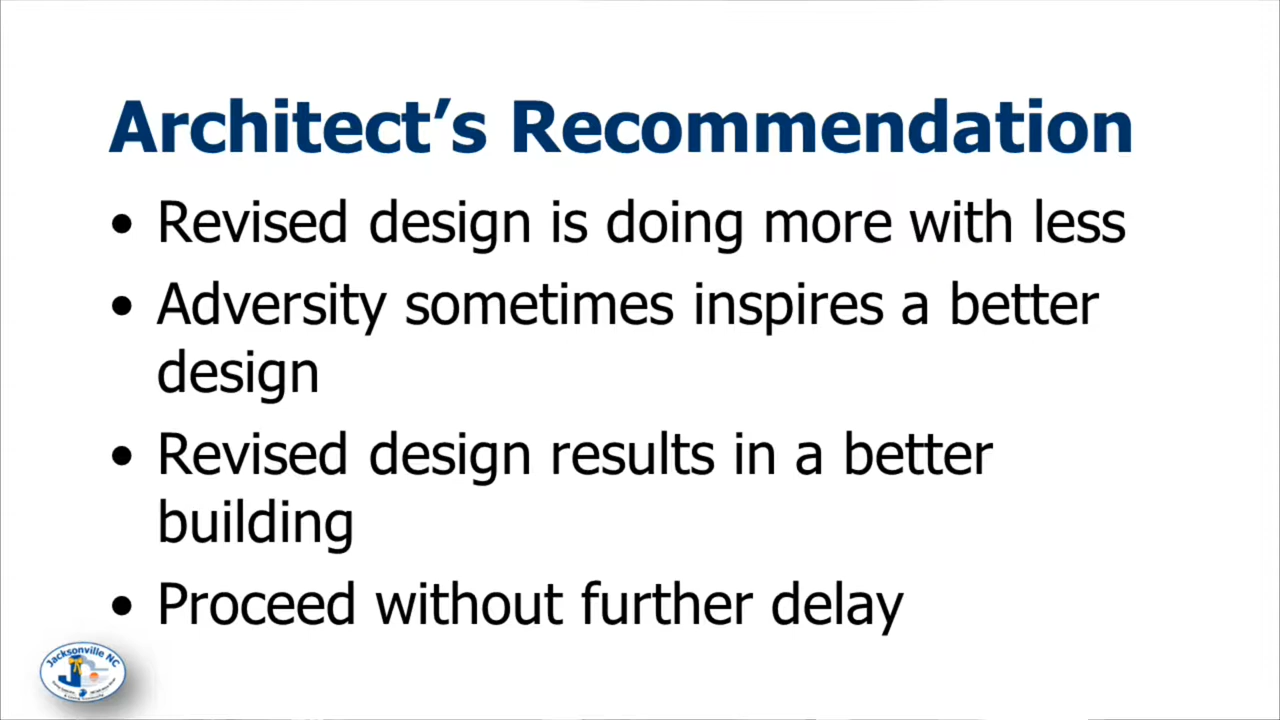 Architect’s Recommendation
• Revised design is doing more with less
• Adversity sometimes inspires a better
design
• Revised design results in a better
building
• Proceed without further delay
Jacksonville NC